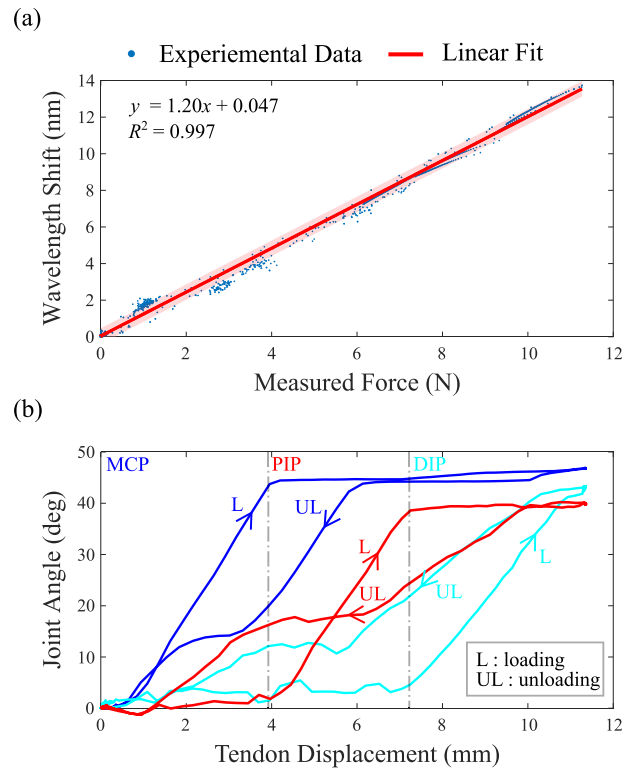 (a)
Experiemental Data Linear Fit
y = 1.20x + 0.047
R² = 0.997
14
12
10
8
6
4
2
0
Wavelength Shift (nm)
0 2 4 6 8 10 12
Measured Force (N)
(b)
50
40
30
20
10
0
Joint Angle (deg)
MCP PIP DIP
L UL L UL UL L
L : loading
UL : unloading
0 2 4 6 8 10 12
Tendon Displacement (mm)